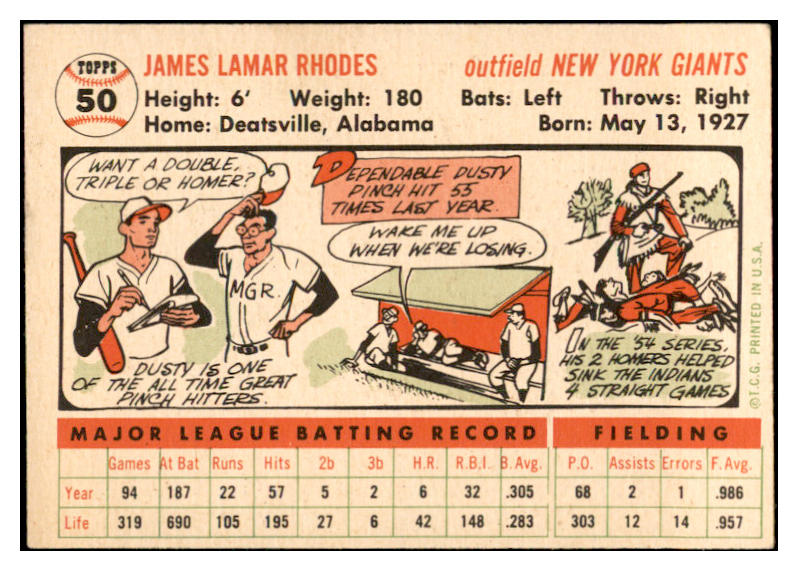 TOPPS
50
JAMES LAMAR RHODES
outfield NEW YORK GIANTS
Height: 6' Weight: 180 Bats: Left Throws: Right
Home: Deatsville, Alabama Born: May 13, 1927
WANT A DOUBLE,
TRIPLE OR HOMER?
MGR.
DUSTY IS ONE
OF THE ALL TIME GREAT
PINCH HITTERS.
DEPENDABLE DUSTY
PINCH HIT 55
TIMES LAST YEAR.
WAKE ME UP
WHEN WE'RE LOSING.
IN THE '54 SERIES,
HIS 2 HOMERS HELPED
SINK THE INDIANS
4 STRAIGHT GAMES
©T.C.G. PRINTED IN U.S.A.
MAJOR LEAGUE BATTING RECORD FIELDING
Games At Bat Runs Hits 2b 3b H.R. R.B.I. B. Avg. P.O. Assists Errors F. Avg.
Year 94 187 22 57 5 2 6 32 .305 68 2 1 .986
Life 319 690 105 195 27 6 42 148 .283 303 12 14 .957